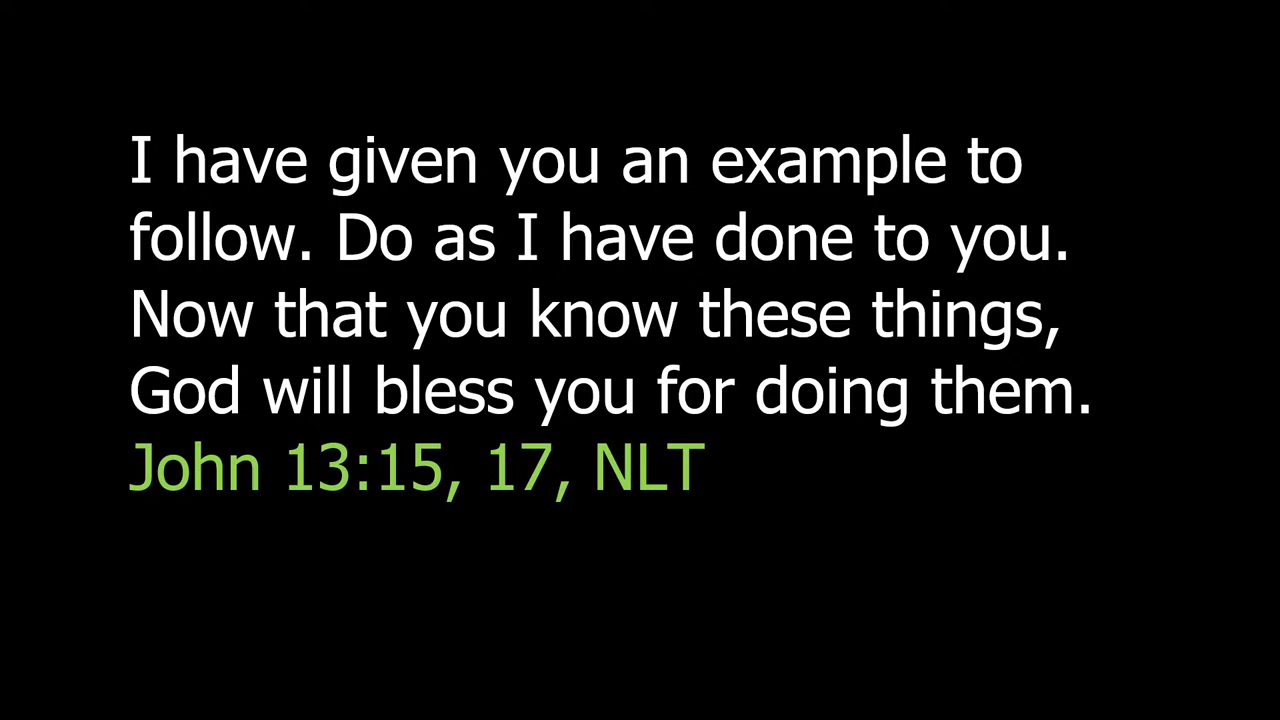 I have given you an example to
follow. Do as I have done to you.
Now that you know these things,
God will bless you for doing them.
John 13:15, 17, NLT